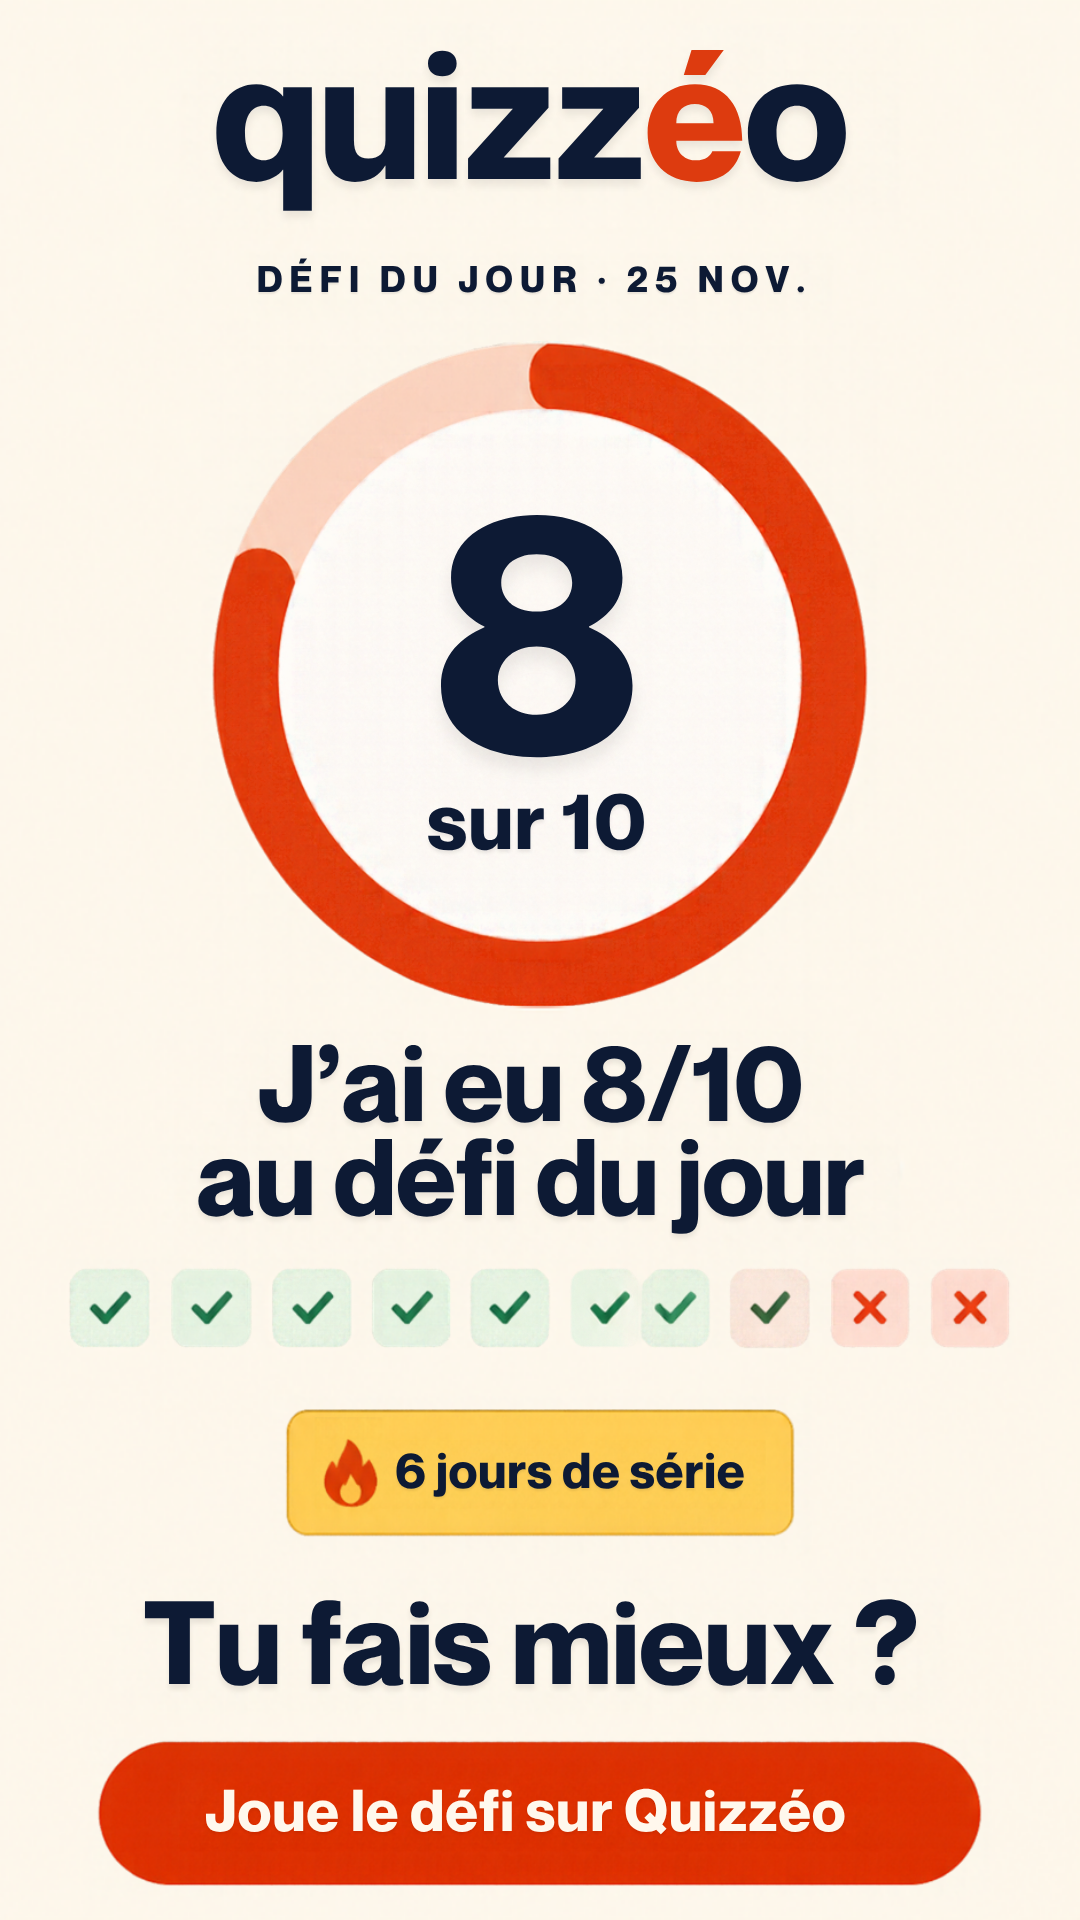 quizzéo
DÉFI DU JOUR · 25 NOV.
8
sur 10
J’ai eu 8/10
au défi du jour
6 jours de série
Tu fais mieux ?
Joue le défi sur Quizzéo